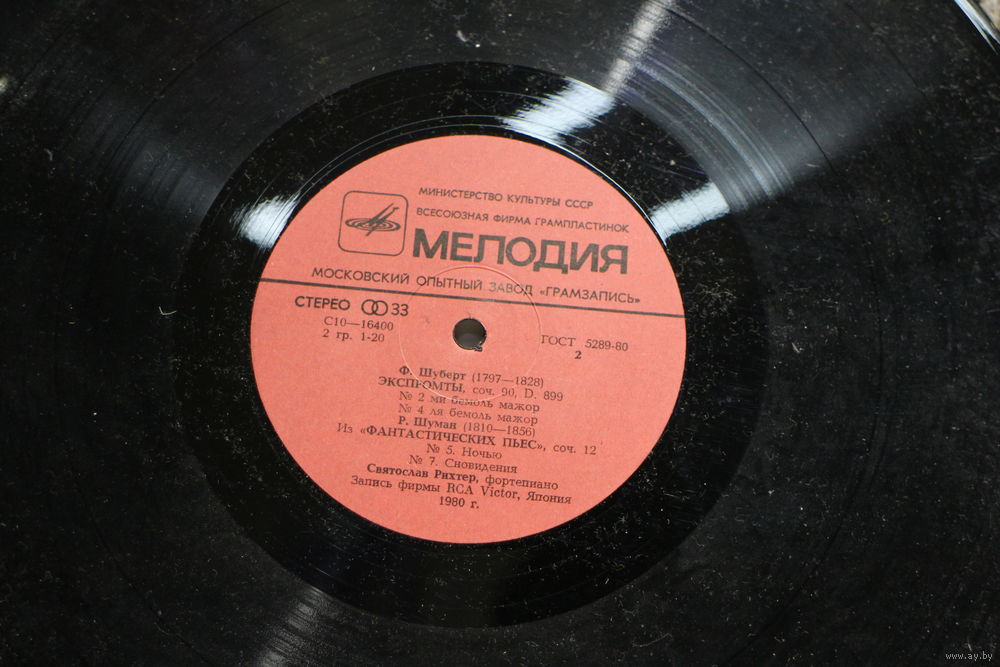 МИНИСТЕРСТВО КУЛЬТУРЫ СССР
ВСЕСОЮЗНАЯ ФИРМА ГРАМПЛАСТИНОК
МЕЛОДИЯ
МОСКОВСКИЙ ОПЫТНЫЙ ЗАВОД «ГРАМЗАПИСЬ»
СТЕРЕО 33
С10—16400
2 гр. 1-20
ГОСТ 5289-80
2
Ф. Шуберт (1797—1828)
ЭКСПРОМТЫ, соч. 90, D. 899
№ 2 ми бемоль мажор
№ 4 ля бемоль мажор
Р. Шуман (1810—1856)
Из «ФАНТАСТИЧЕСКИХ ПЬЕС», соч. 12
№ 5. Ночью
№ 7. Сновидения
Святослав Рихтер, фортепиано
Запись фирмы RCA Victor, Япония
1980 г.
www.ay.by